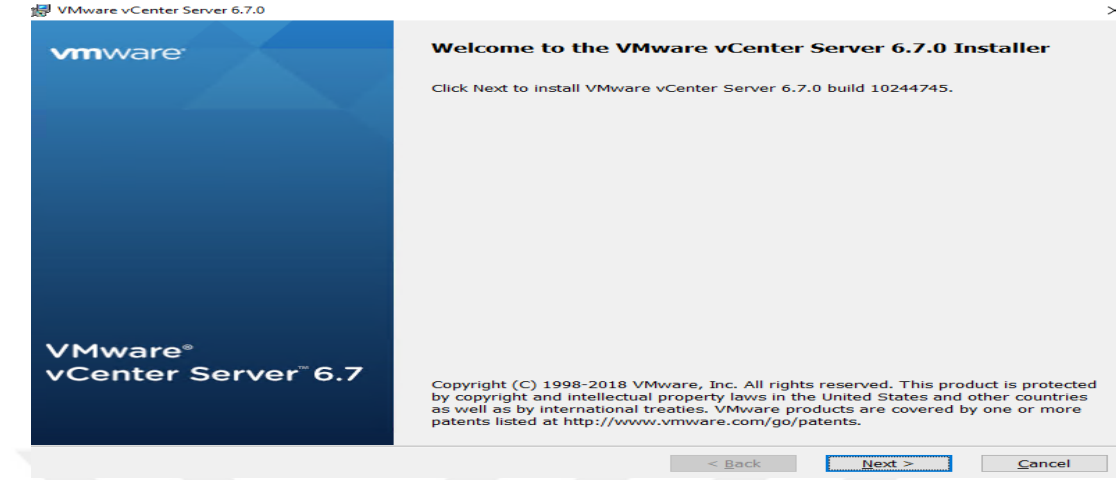 VMware vCenter Server 6.7.0
vmware
Welcome to the VMware vCenter Server 6.7.0 Installer
Click Next to install VMware vCenter Server 6.7.0 build 10244745.
VMware®
vCenter Server™ 6.7
Copyright (C) 1998-2018 VMware, Inc. All rights reserved. This product is protected
by copyright and intellectual property laws in the United States and other countries
as well as by international treaties. VMware products are covered by one or more
patents listed at http://www.vmware.com/go/patents.
< Back
Next >
Cancel